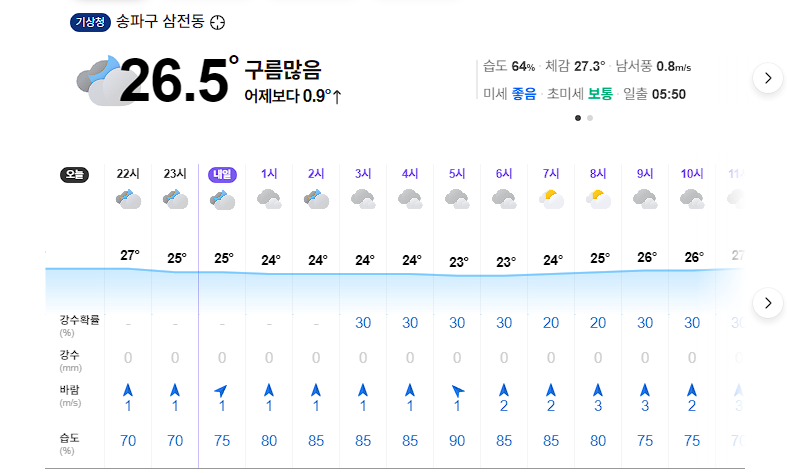 기상청 송파구 삼전동
26.5° 구름많음
어제보다 0.9°↑
습도 64% · 체감 27.3° · 남서풍 0.8m/s
미세 좋음 · 초미세 보통 · 일출 05:50
오늘 22시 23시 내일 1시 2시 3시 4시 5시 6시 7시 8시 9시 10시 11시
27° 25° 25° 24° 24° 24° 24° 23° 23° 24° 25° 26° 26° 27
강수확률 - - - - - 30 30 30 30 20 20 30 30 30
(%)
강수 0 0 0 0 0 0 0 0 0 0 0 0 0 0
(mm)
바람
(m/s) 1 1 1 1 1 1 1 1 2 2 3 3 2 3
습도 70 70 75 80 85 85 85 90 85 85 80 75 75 70
(%)